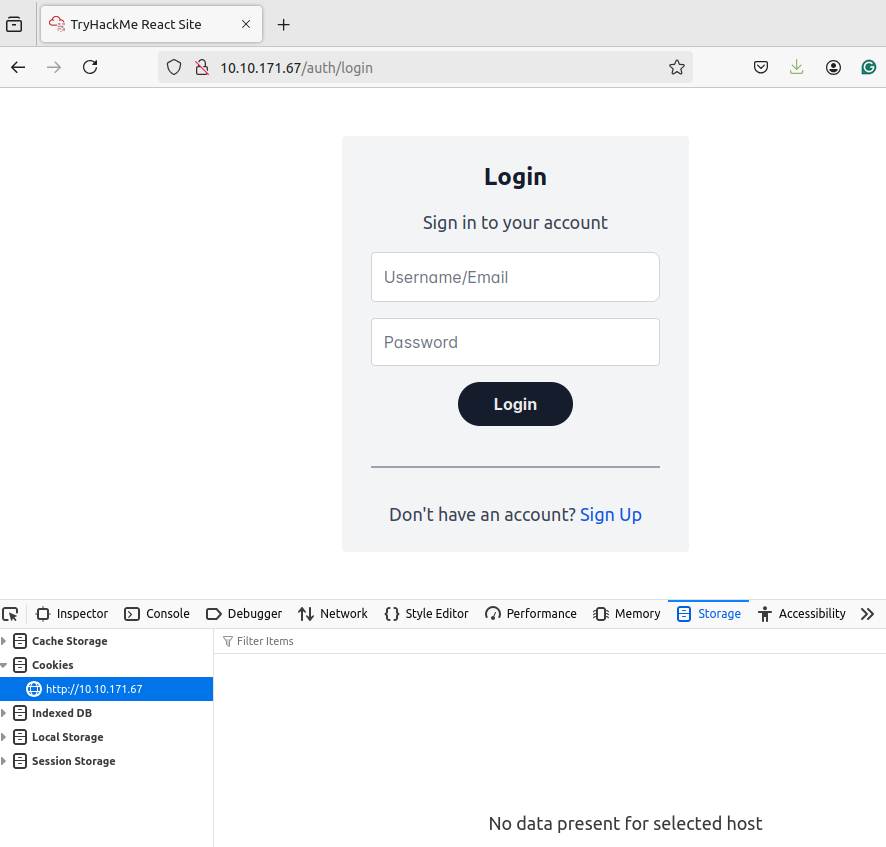 TryHackMe React Site
10.10.171.67/auth/login
Login
Sign in to your account
Username/Email
Password
Login
Don't have an account? Sign Up
Inspector Console Debugger Network Style Editor Performance Memory Storage Accessibility
Cache Storage
Filter Items
Cookies
http://10.10.171.67
Indexed DB
Local Storage
Session Storage
No data present for selected host